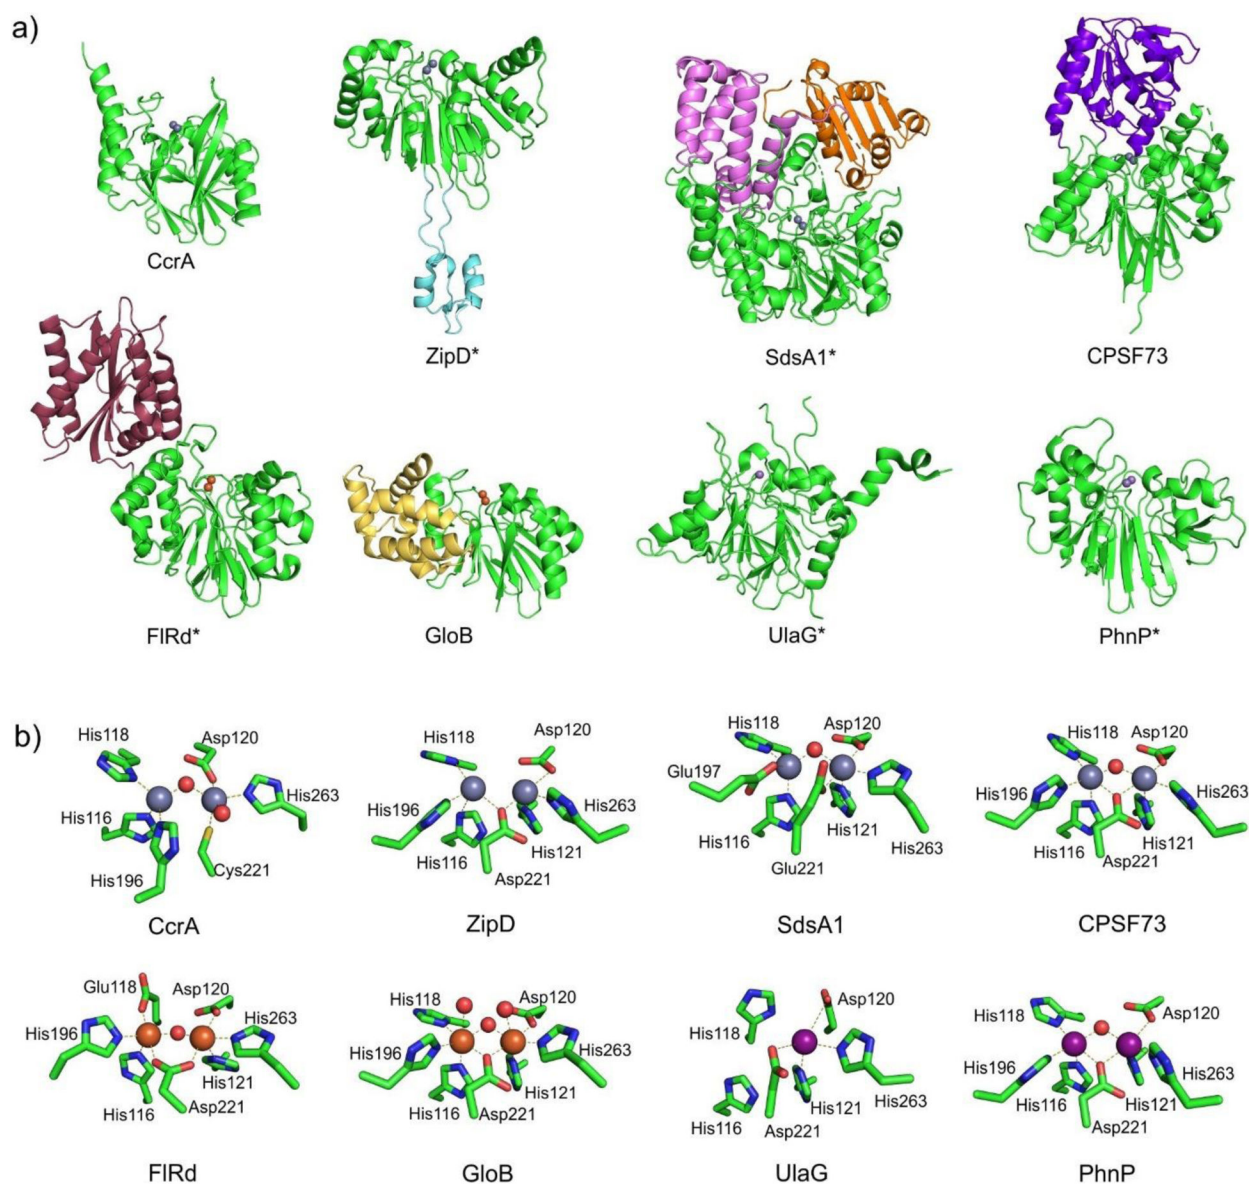 a)
CcrA
ZipD*
SdsA1*
CPSF73
FlRd*
GloB
UlaG*
PhnP*
b)
His118
Asp120
His263
His116
His196
Cys221
CcrA
His118
Asp120
His196
His263
His116
His121
Asp221
ZipD
His118
Asp120
Glu197
His116
His121
Glu221
His263
SdsA1
His118
Asp120
His196
His263
His116
His121
Asp221
CPSF73
Glu118
Asp120
His196
His263
His116
His121
Asp221
FlRd
His118
Asp120
His196
His263
His116
His121
Asp221
GloB
Asp120
His118
His116
His121
His263
Asp221
UlaG
His118
Asp120
His196
His263
His116
His121
Asp221
PhnP